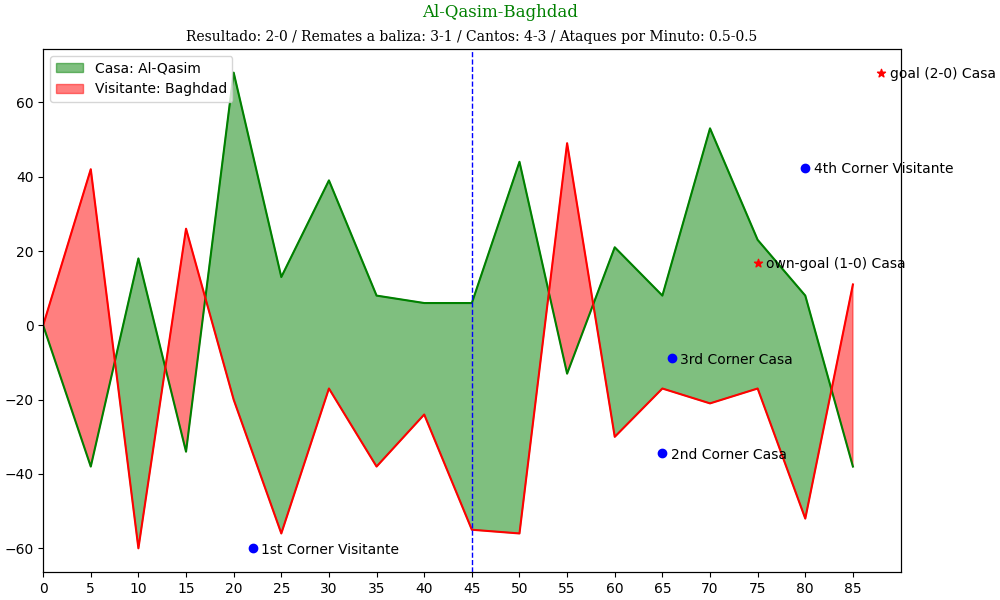 Al-Qasim-Baghdad
Resultado: 2-0 / Remates a baliza: 3-1 / Cantos: 4-3 / Ataques por Minuto: 0.5-0.5
Casa: Al-Qasim
Visitante: Baghdad
goal (2-0) Casa
4th Corner Visitante
own-goal (1-0) Casa
3rd Corner Casa
2nd Corner Casa
1st Corner Visitante
60
40
20
0
−20
−40
−60
0 5 10 15 20 25 30 35 40 45 50 55 60 65 70 75 80 85